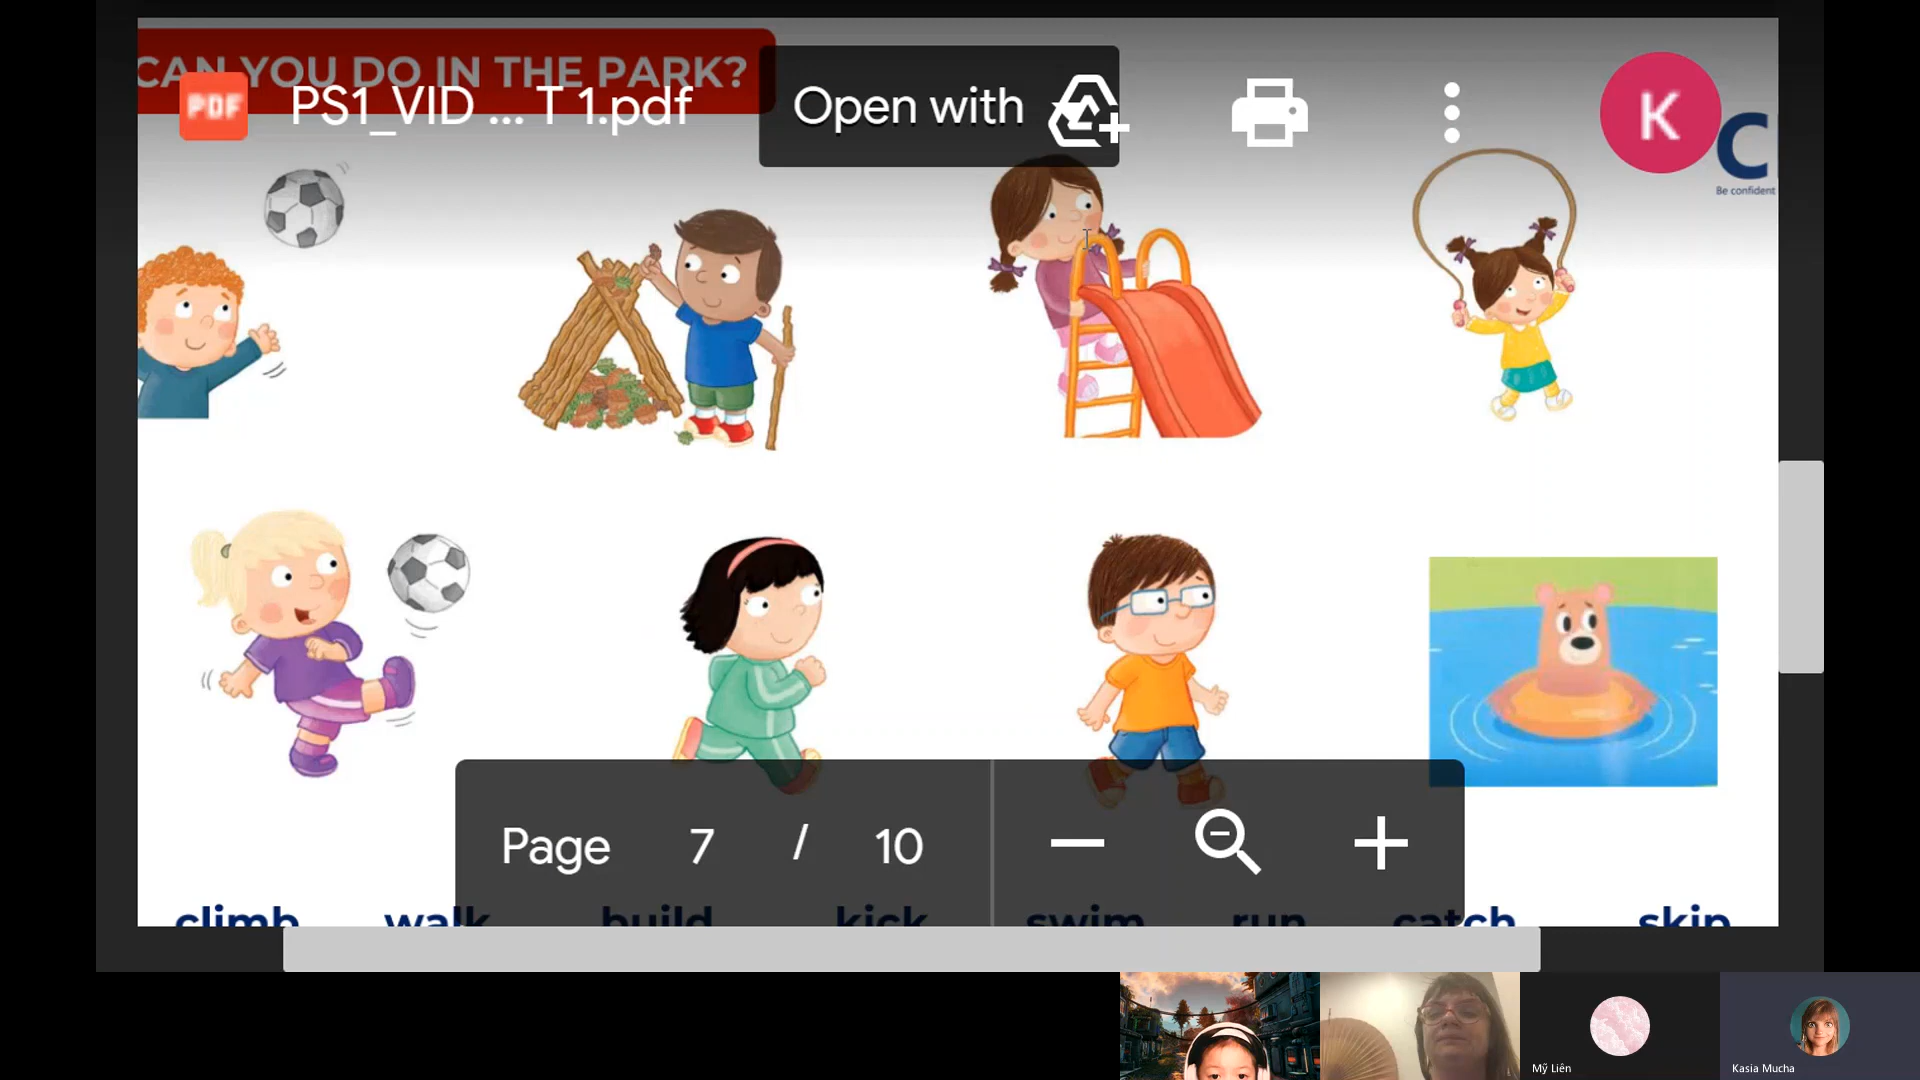 CAN YOU DO IN THE PARK?
PDF PS1_VID ... T 1.pdf
Open with
K
C
Be confident
Page 7 / 10
climb walk build kick swim run catch skip
Mỹ Liên
Kasia Mucha